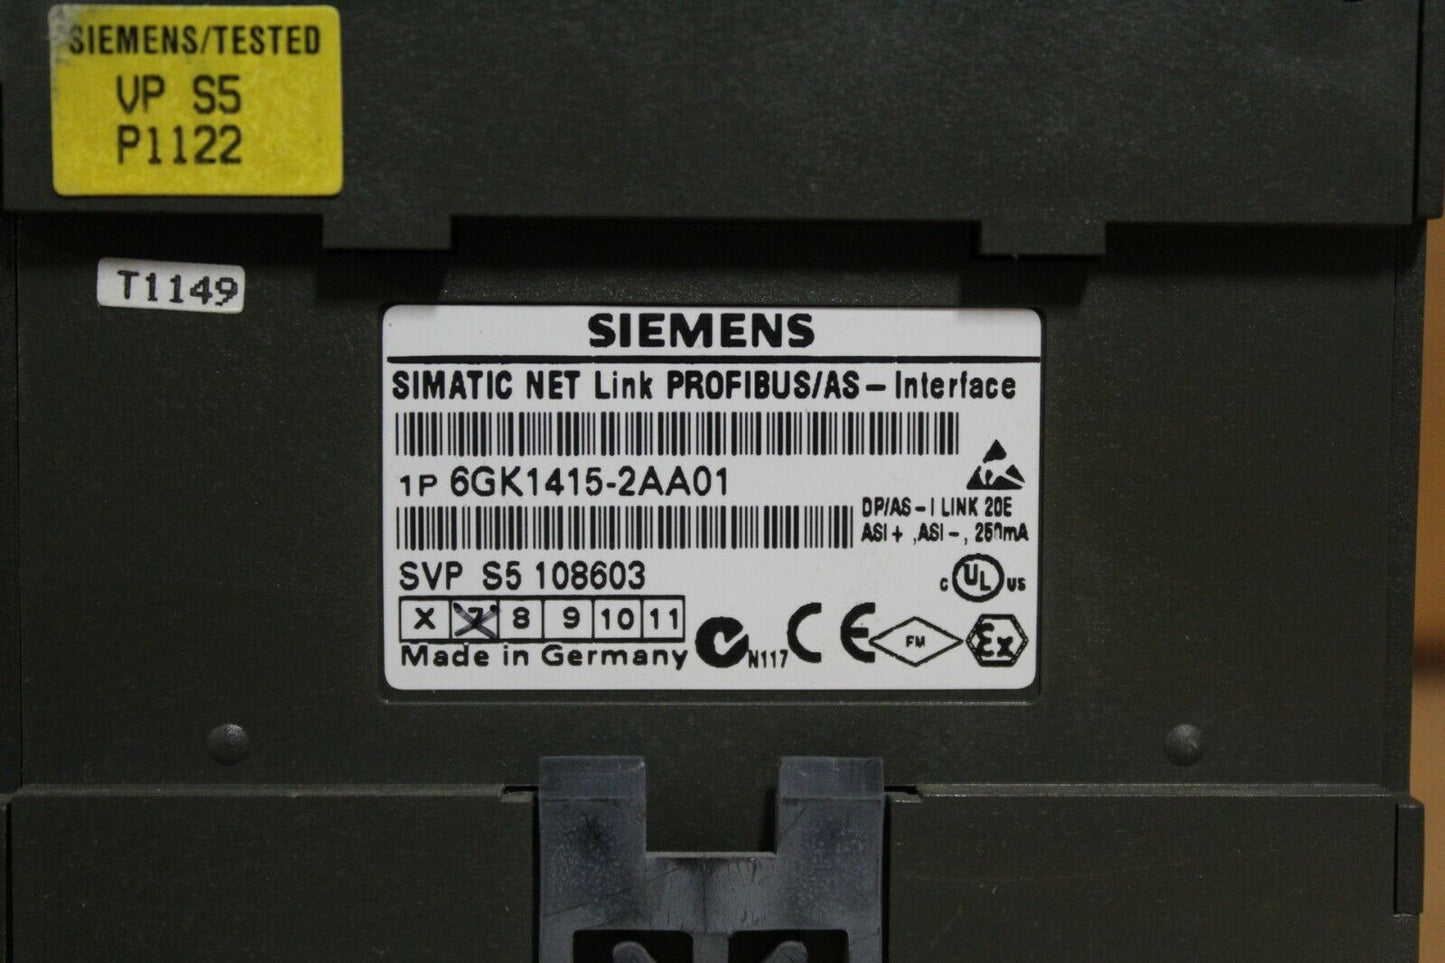 SIEMENS/TESTED
VP S5
P1122
T1149
SIEMENS
SIMATIC NET Link PROFIBUS/AS-Interface
1P 6GK1415-2AA01
DP/AS-I LINK 20E
ASI+ ,ASI-, 250mA
SVP S5 108603
C UL US
X 7 8 9 10 11
Made in Germany
N117
CE
FM
Ex